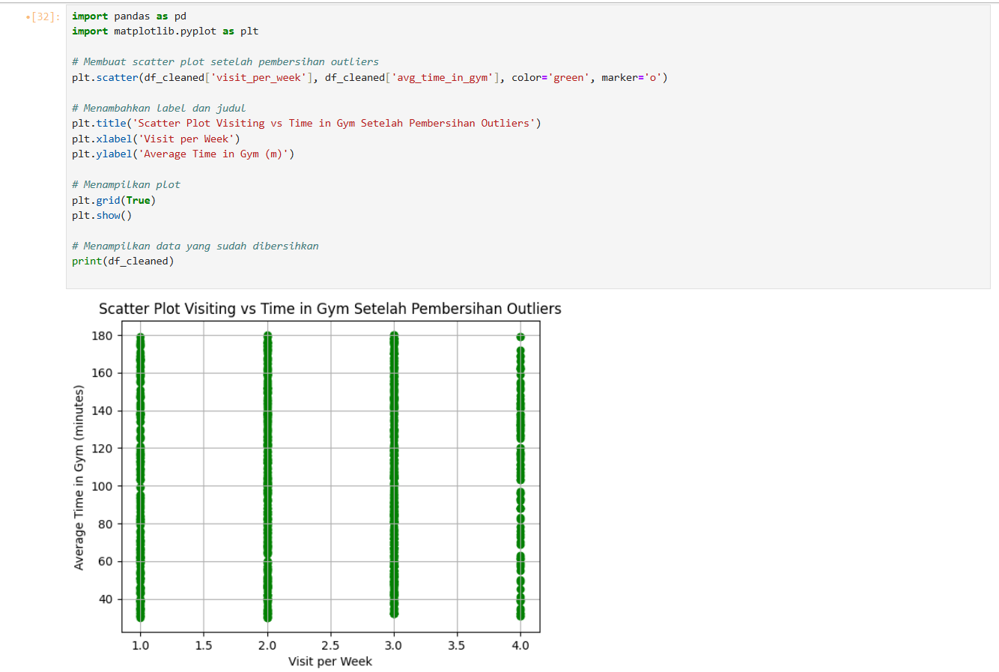 •[32]:
import pandas as pd
import matplotlib.pyplot as plt
# Membuat scatter plot setelah pembersihan outliers
plt.scatter(df_cleaned['visit_per_week'], df_cleaned['avg_time_in_gym'], color='green', marker='o')
# Menambahkan label dan judul
plt.title('Scatter Plot Visiting vs Time in Gym Setelah Pembersihan Outliers')
plt.xlabel('Visit per Week')
plt.ylabel('Average Time in Gym (m)')
# Menampilkan plot
plt.grid(True)
plt.show()
# Menampilkan data yang sudah dibersihkan
print(df_cleaned)
Scatter Plot Visiting vs Time in Gym Setelah Pembersihan Outliers
Average Time in Gym (minutes)
180
160
140
120
100
80
60
40
1.0 1.5 2.0 2.5 3.0 3.5 4.0
Visit per Week